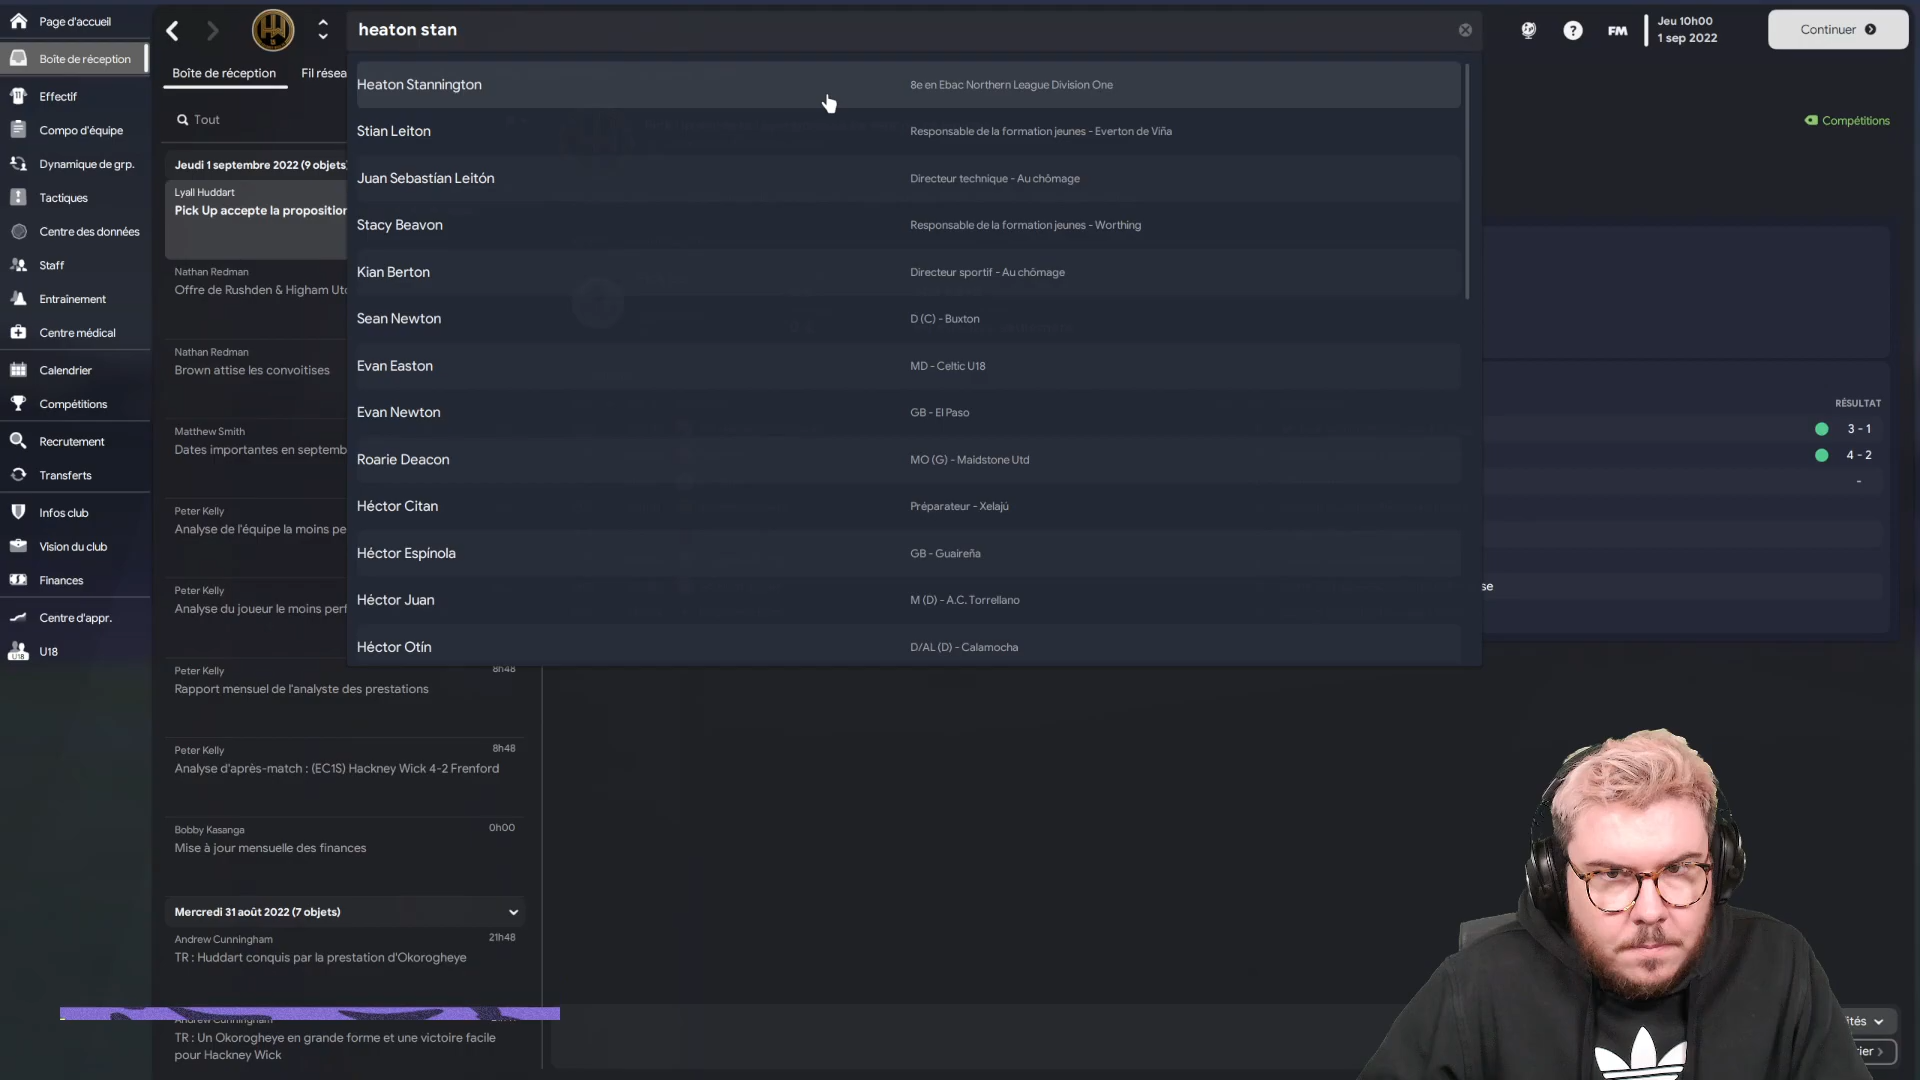 Page d'accueil
Boîte de réception
Effectif
Compo d'équipe
Dynamique de grp.
Tactiques
Centre des données
Staff
Entraînement
Centre médical
Calendrier
Compétitions
Recrutement
Transferts
Infos club
Vision du club
Finances
Centre d'appr.
U18
heaton stan
FM
Jeu 10h00
1 sep 2022
Continuer
Boîte de réception
Fil résea
Tout
Jeudi 1 septembre 2022 (9 objets
Lyall Huddart
Pick Up accepte la proposition
Nathan Redman
Offre de Rushden & Higham Utd
Nathan Redman
Brown attise les convoitises
Matthew Smith
Dates importantes en septemb
Peter Kelly
Analyse de l'équipe la moins pe
Peter Kelly
Analyse du joueur le moins perf
Peter Kelly 8h48
Rapport mensuel de l'analyste des prestations
Peter Kelly 8h48
Analyse d'après-match : (EC1S) Hackney Wick 4-2 Frenford
Bobby Kasanga 0h00
Mise à jour mensuelle des finances
Mercredi 31 août 2022 (7 objets)
Andrew Cunningham 21h48
TR : Huddart conquis par la prestation d'Okorogheye
Andrew Cunningham
TR : Un Okorogheye en grande forme et une victoire facile
pour Hackney Wick
Heaton Stannington 8e en Ebac Northern League Division One
Stian Leiton Responsable de la formation jeunes - Everton de Viña
Juan Sebastían Leitón Directeur technique - Au chômage
Stacy Beavon Responsable de la formation jeunes - Worthing
Kian Berton Directeur sportif - Au chômage
Sean Newton D (C) - Buxton
Evan Easton MD - Celtic U18
Evan Newton GB - El Paso
Roarie Deacon MO (G) - Maidstone Utd
Héctor Citan Préparateur - Xelajú
Héctor Espínola GB - Guaireña
Héctor Juan M (D) - A.C. Torrellano
Héctor Otín D/AL (D) - Calamocha
Compétitions
RÉSULTAT
3 - 1
4 - 2
-
se
ités
rier